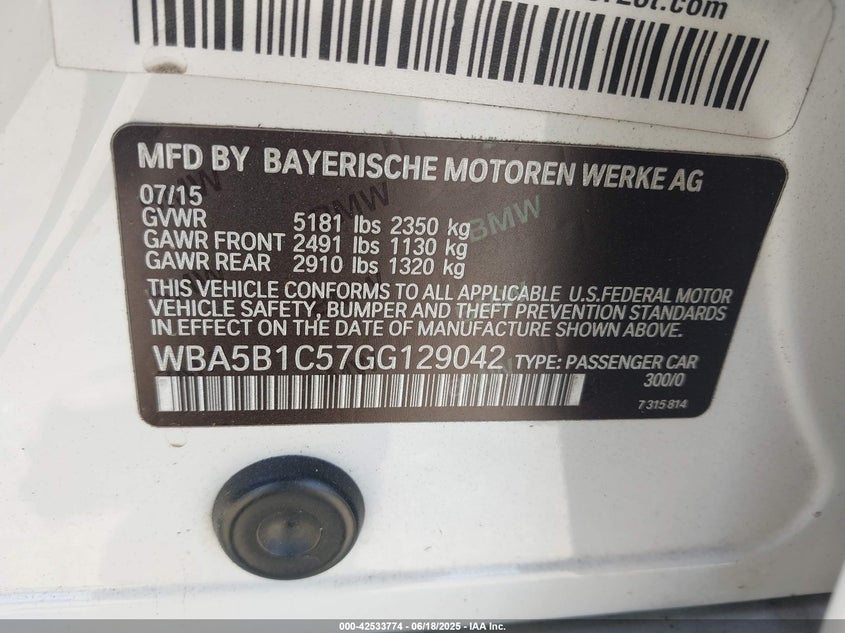 MFD BY BAYERISCHE MOTOREN WERKE AG
07/15
GVWR 5181 lbs 2350 kg
GAWR FRONT 2491 lbs 1130 kg
GAWR REAR 2910 lbs 1320 kg
THIS VEHICLE CONFORMS TO ALL APPLICABLE U.S.FEDERAL MOTOR
VEHICLE SAFETY, BUMPER AND THEFT PREVENTION STANDARDS
IN EFFECT ON THE DATE OF MANUFACTURE SHOWN ABOVE.
WBA5B1C57GG129042 TYPE: PASSENGER CAR
300/0
7 315 814
BMW
BMW
BMW
000-42533774 | 06/18/2025 | IAA Inc.